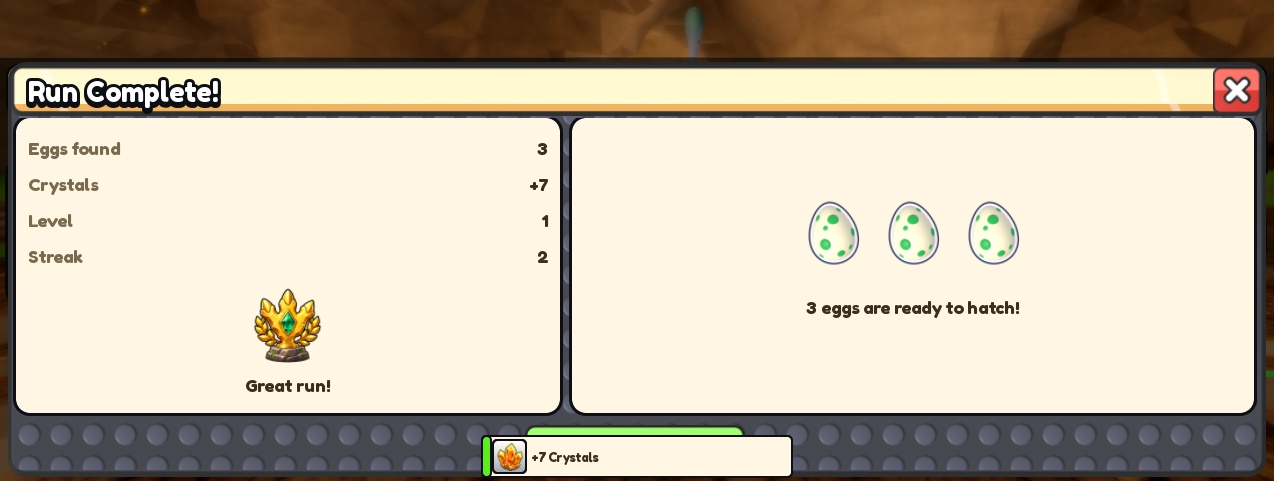 Run Complete!
Eggs found 3
Crystals +7
Level 1
Streak 2
Great run!
3 eggs are ready to hatch!
+7 Crystals